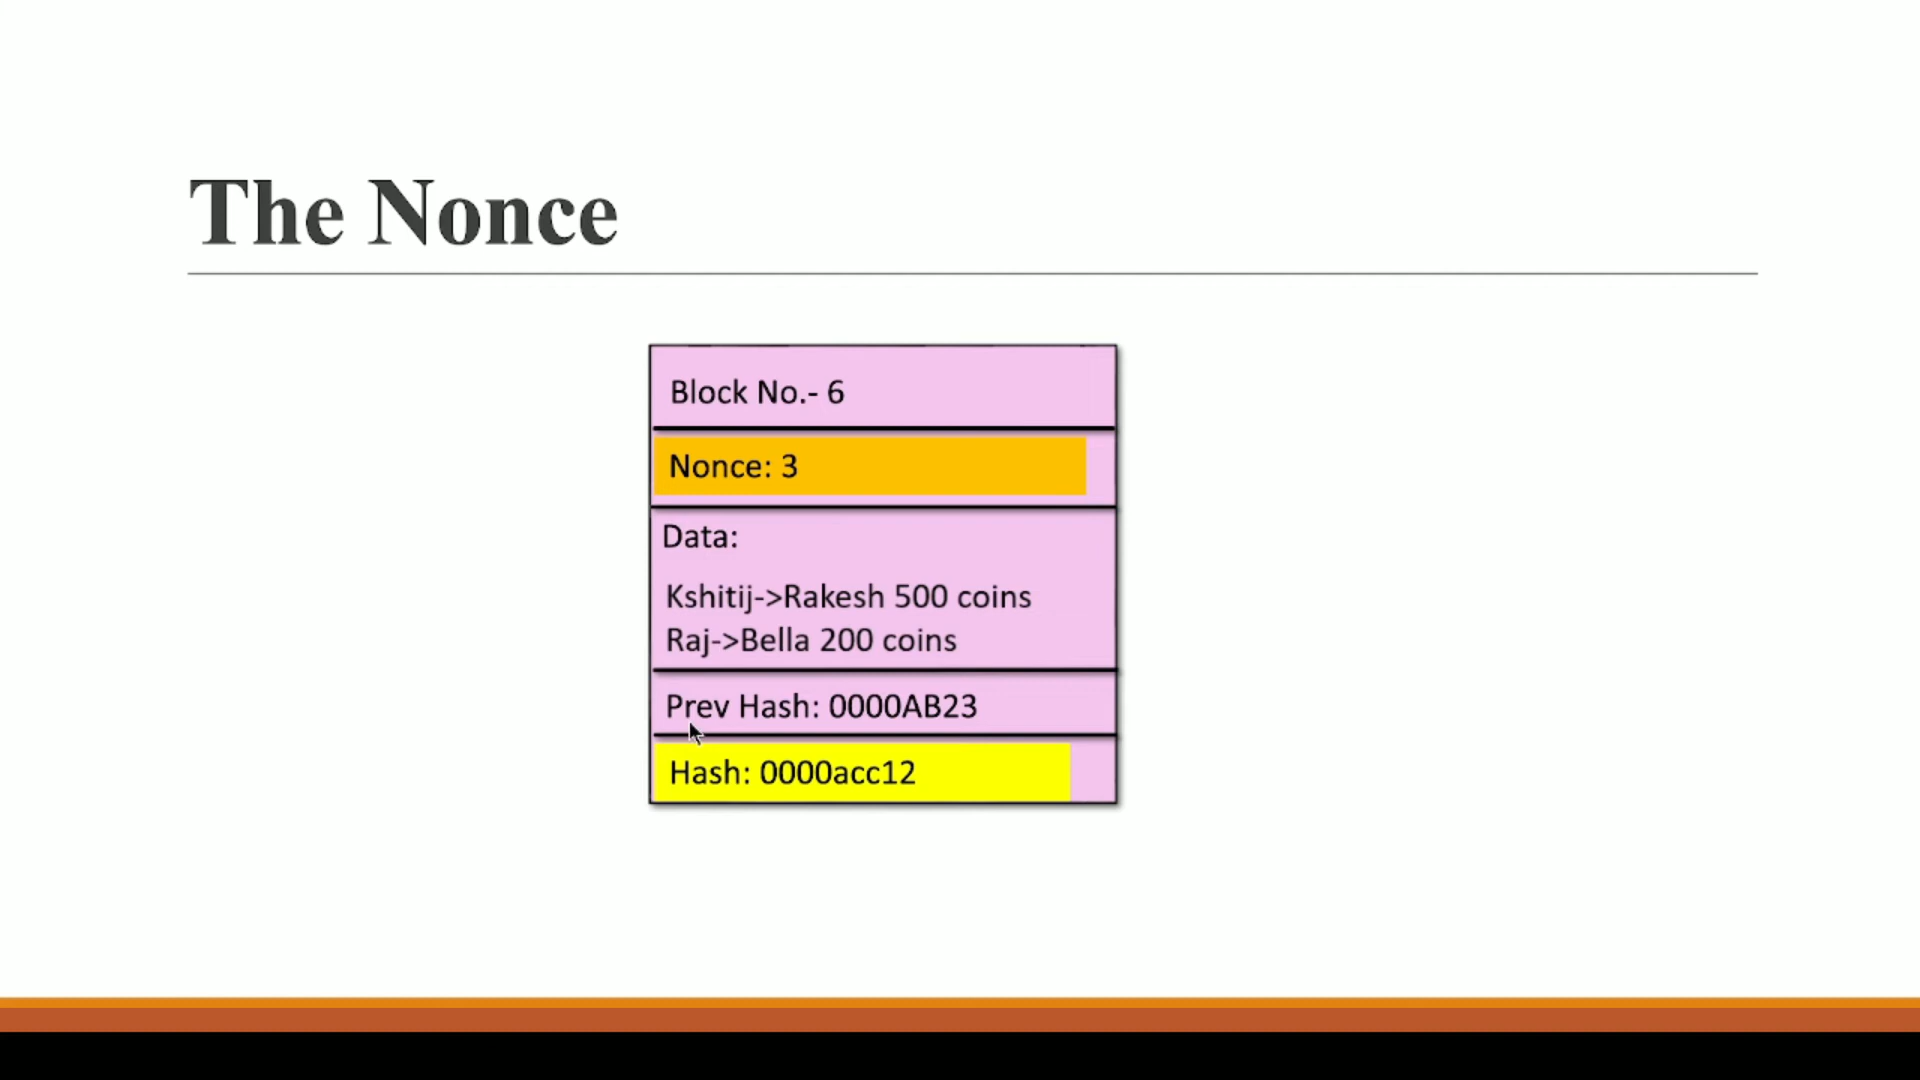 The Nonce
Block No.- 6
Nonce: 3
Data:
Kshitij->Rakesh 500 coins
Raj->Bella 200 coins
Prev Hash: 0000AB23
Hash: 0000acc12